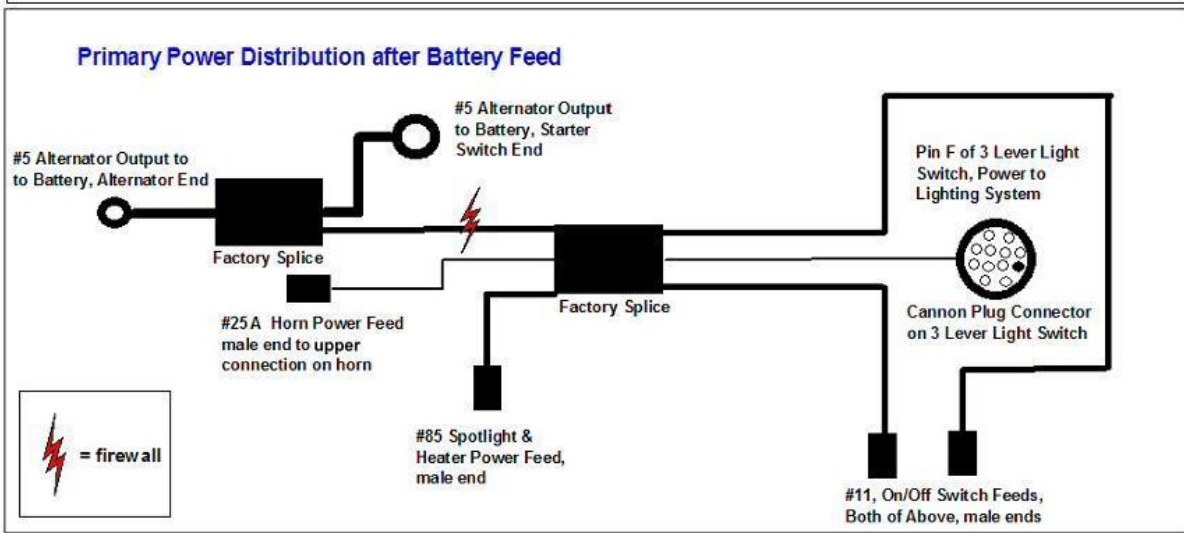 Primary Power Distribution after Battery Feed
#5 Alternator Output
to Battery, Starter
Switch End
#5 Alternator Output to
to Battery, Alternator End
Pin F of 3 Lever Light
Switch, Power to
Lighting System
Factory Splice
Factory Splice
#25A Horn Power Feed
male end to upper
connection on horn
Cannon Plug Connector
on 3 Lever Light Switch
= firewall
#85 Spotlight &
Heater Power Feed,
male end
#11, On/Off Switch Feeds,
Both of Above, male ends